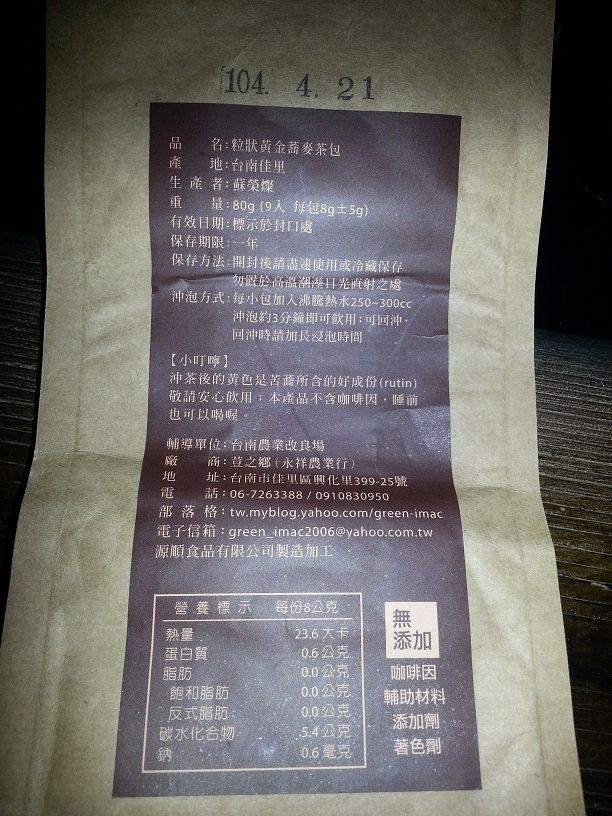 104. 4. 21
品 名:粒狀黃金蕎麥茶包
產 地:台南佳里
生 產 者:蘇榮燦
重 量:80g (9入 每包8g±5g)
有效日期:標示於封口處
保存期限:一年
保存方法:開封後請盡速使用或冷藏保存
勿置於高溫潮溼日光直射之處
沖泡方式:每小包加入沸騰熱水250~300cc
沖泡約3分鐘即可飲用;可回沖,
回沖時請加長浸泡時間
【小叮嚀】
沖茶後的黃色是苦蕎所含的好成份(rutin)
敬請安心飲用;本產品不含咖啡因,睡前
也可以喝喔。
輔導單位:台南農業改良場
廠 商:荳之鄉(永祥農業行)
地 址:台南市佳里區興化里399-25號
電 話:06-7263388 / 0910830950
部 落 格:tw.myblog.yahoo.com/green-imac
電子信箱:green_imac2006@yahoo.com.tw
源順食品有限公司製造加工
營 養 標 示 每份8公克
熱量 23.6 大卡
蛋白質 0.6 公克
脂肪 0.0 公克
飽和脂肪 0.0 公克
反式脂肪 0.0 公克
碳水化合物 5.4 公克
鈉 0.6 毫克
無
添加
咖啡因
輔助材料
添加劑
著色劑